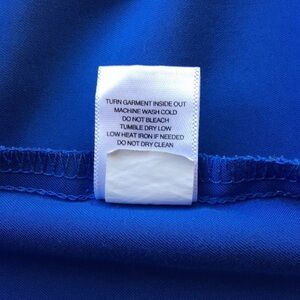 TURN GARMENT INSIDE OUT
MACHINE WASH COLD
DO NOT BLEACH
TUMBLE DRY LOW
LOW HEAT IRON IF NEEDED
DO NOT DRY CLEAN